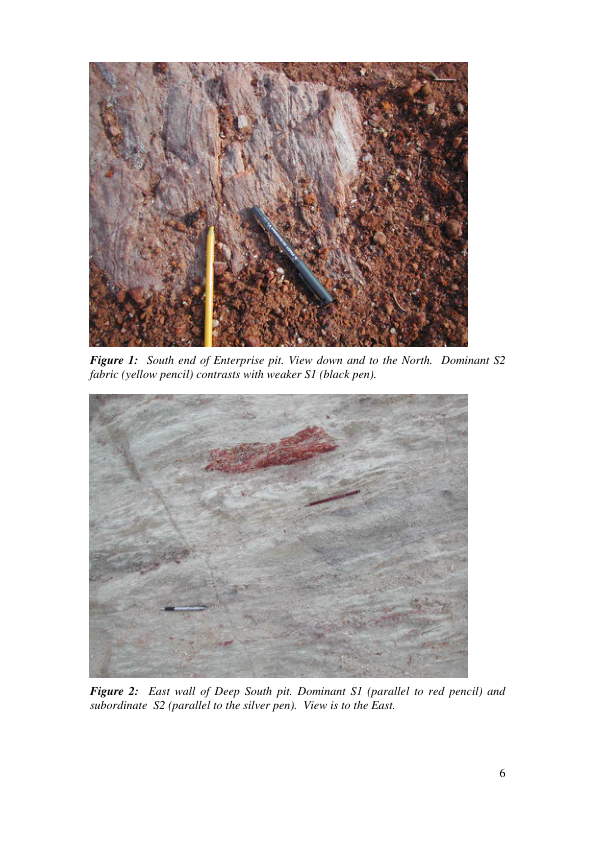 Figure 1: South end of Enterprise pit. View down and to the North. Dominant S2
fabric (yellow pencil) contrasts with weaker S1 (black pen).
Figure 2: East wall of Deep South pit. Dominant S1 (parallel to red pencil) and
subordinate S2 (parallel to the silver pen). View is to the East.
6